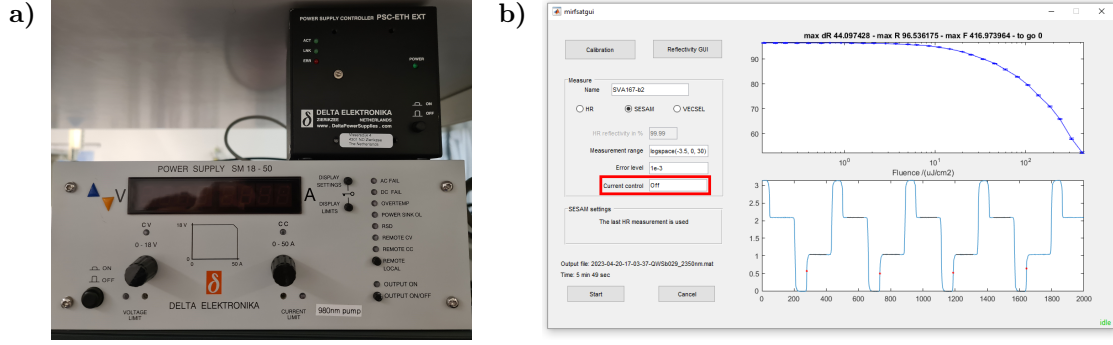 a)
POWER SUPPLY CONTROLLER PSC-ETH EXT
ACT
LNK
ERR
POWER
ON
OFF
DELTA ELEKTRONIKA
ZIERIKZEE NETHERLANDS
www.DeltaPowerSupplies.com
The Netherlands
POWER SUPPLY SM 18 - 50
V
A
DISPLAY SETTINGS
DISPLAY LIMITS
AC FAIL
DC FAIL
OVERTEMP
POWER SINK OL
RSD
REMOTE CV
REMOTE CC
REMOTE
LOCAL
OUTPUT ON
OUTPUT ON/OFF
CV
0 - 18 V
18 V
0
50 A
CC
0 - 50 A
ON
OFF
VOLTAGE LIMIT
DELTA ELEKTRONIKA
CURRENT LIMIT
980nm pump
b)
mirfsatgui
Calibration
Reflectivity GUI
Measure
Name SVA167-b2
HR SESAM VECSEL
HR reflectivity in % 99.99
Measurement range logspace(-3.5, 0, 30)
Error level 1e-3
Current control Off
SESAM settings
The last HR measurement is used
Output file: 2023-04-20-17-03-37-QWSb029_2350nm.mat
Time: 5 min 49 sec
Start
Cancel
max dR 44.097428 - max R 96.536175 - max F 416.973964 - to go 0
90
80
70
60
10^0 10^1 10^2
Fluence /(uJ/cm2)
3
2.5
2
1.5
1
0.5
0
0 200 400 600 800 1000 1200 1400 1600 1800 2000
idle